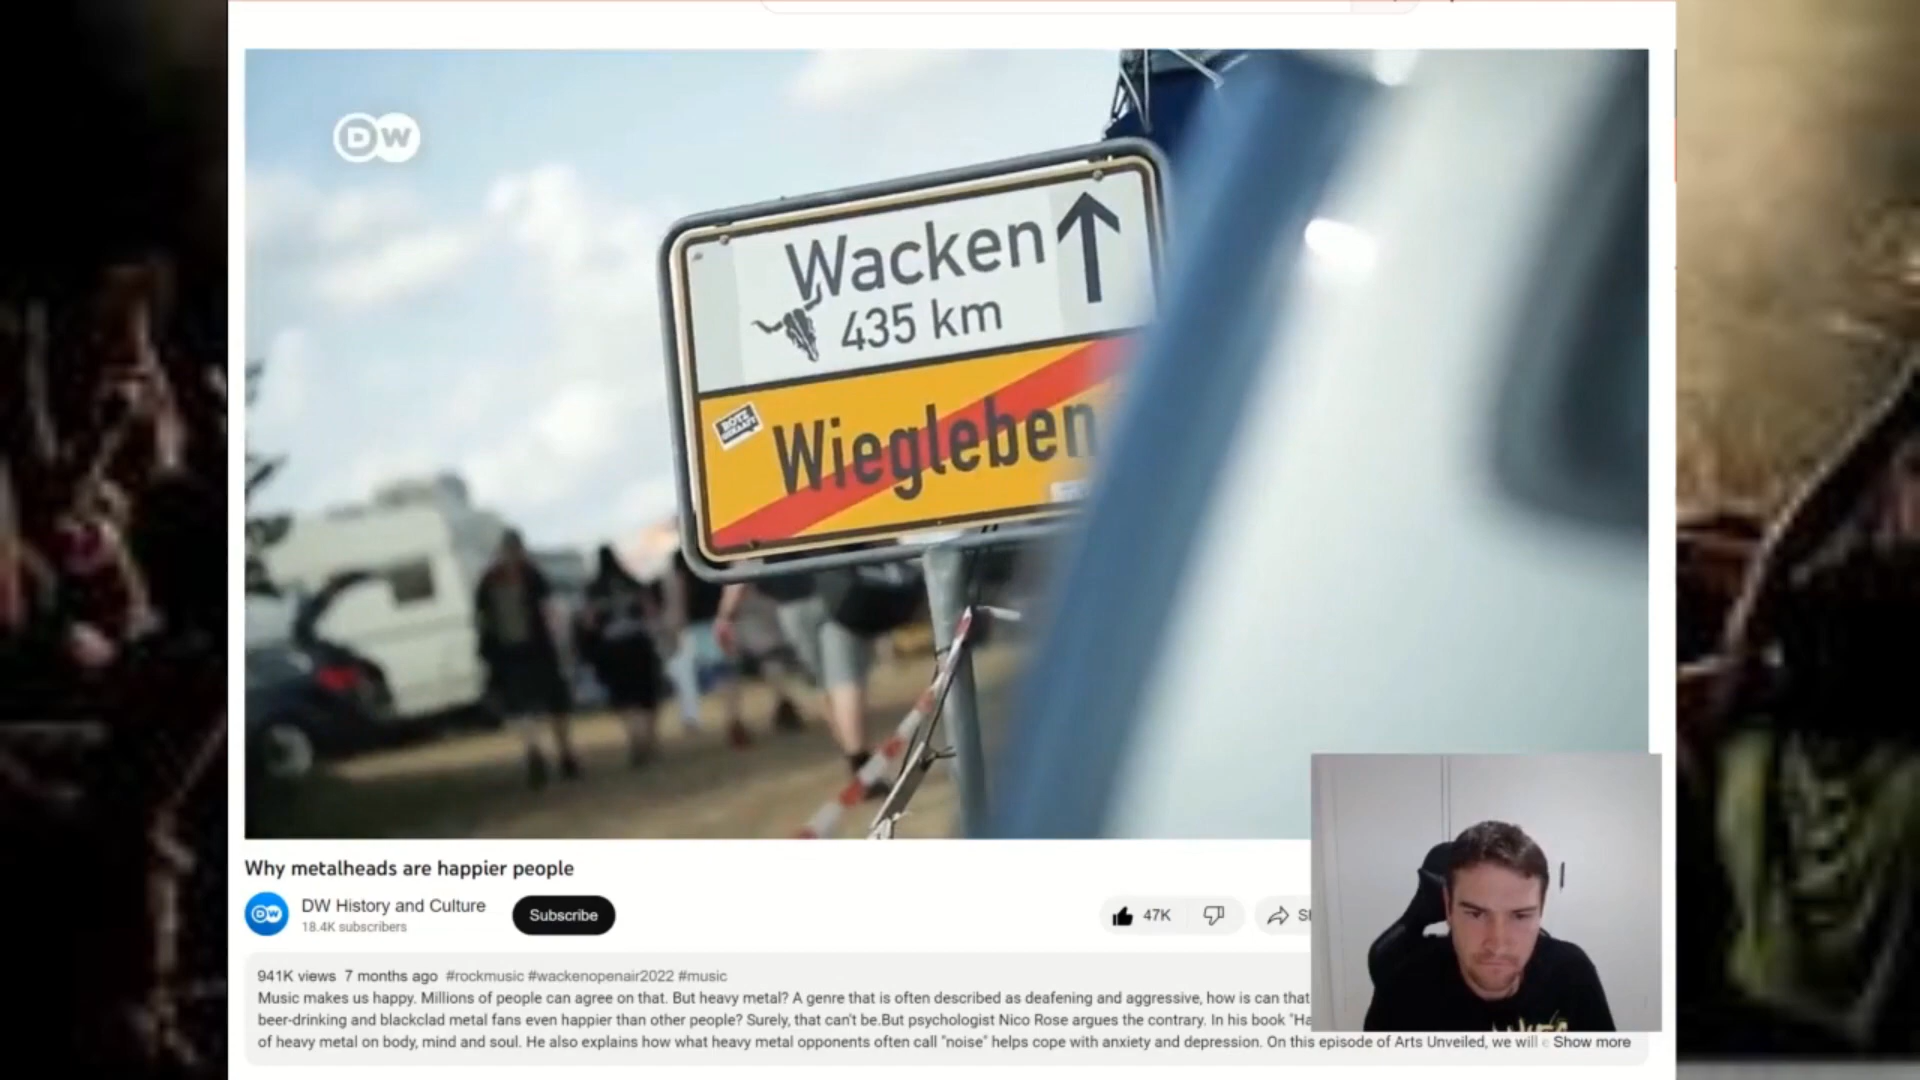 DW
Wacken
435 km
Wiegleben
ROTZ
Why metalheads are happier people
DW
DW History and Culture
18.4K subscribers
Subscribe
47K
941K views 7 months ago #rockmusic #wackenopenair2022 #music
Music makes us happy. Millions of people can agree on that. But heavy metal? A genre that is often described as deafening and aggressive, how is can that
beer-drinking and blackclad metal fans even happier than other people? Surely, that can't be.But psychologist Nico Rose argues the contrary. In his book "Ha
of heavy metal on body, mind and soul. He also explains how what heavy metal opponents often call "noise" helps cope with anxiety and depression. On this episode of Arts Unveiled, we will Show more